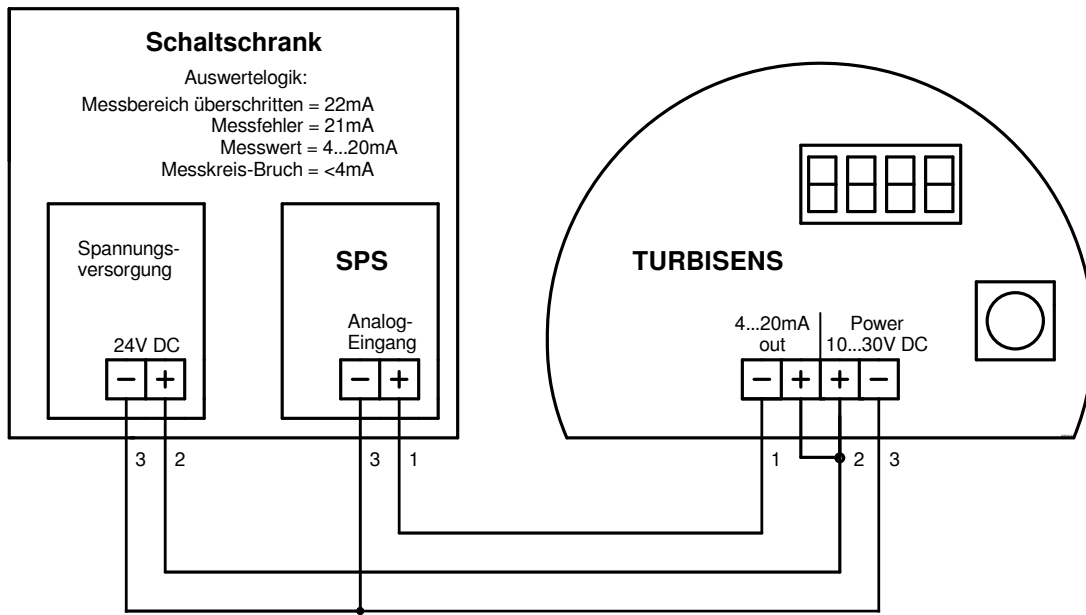 Schaltschrank
Auswertelogik:
Messbereich überschritten = 22mA
Messfehler = 21mA
Messwert = 4...20mA
Messkreis-Bruch = <4mA
Spannungs-
versorgung
24V DC
− +
3 2
SPS
Analog-
Eingang
− +
3 1
TURBISENS
4...20mA
out
Power
10...30V DC
− + + −
1 2 3